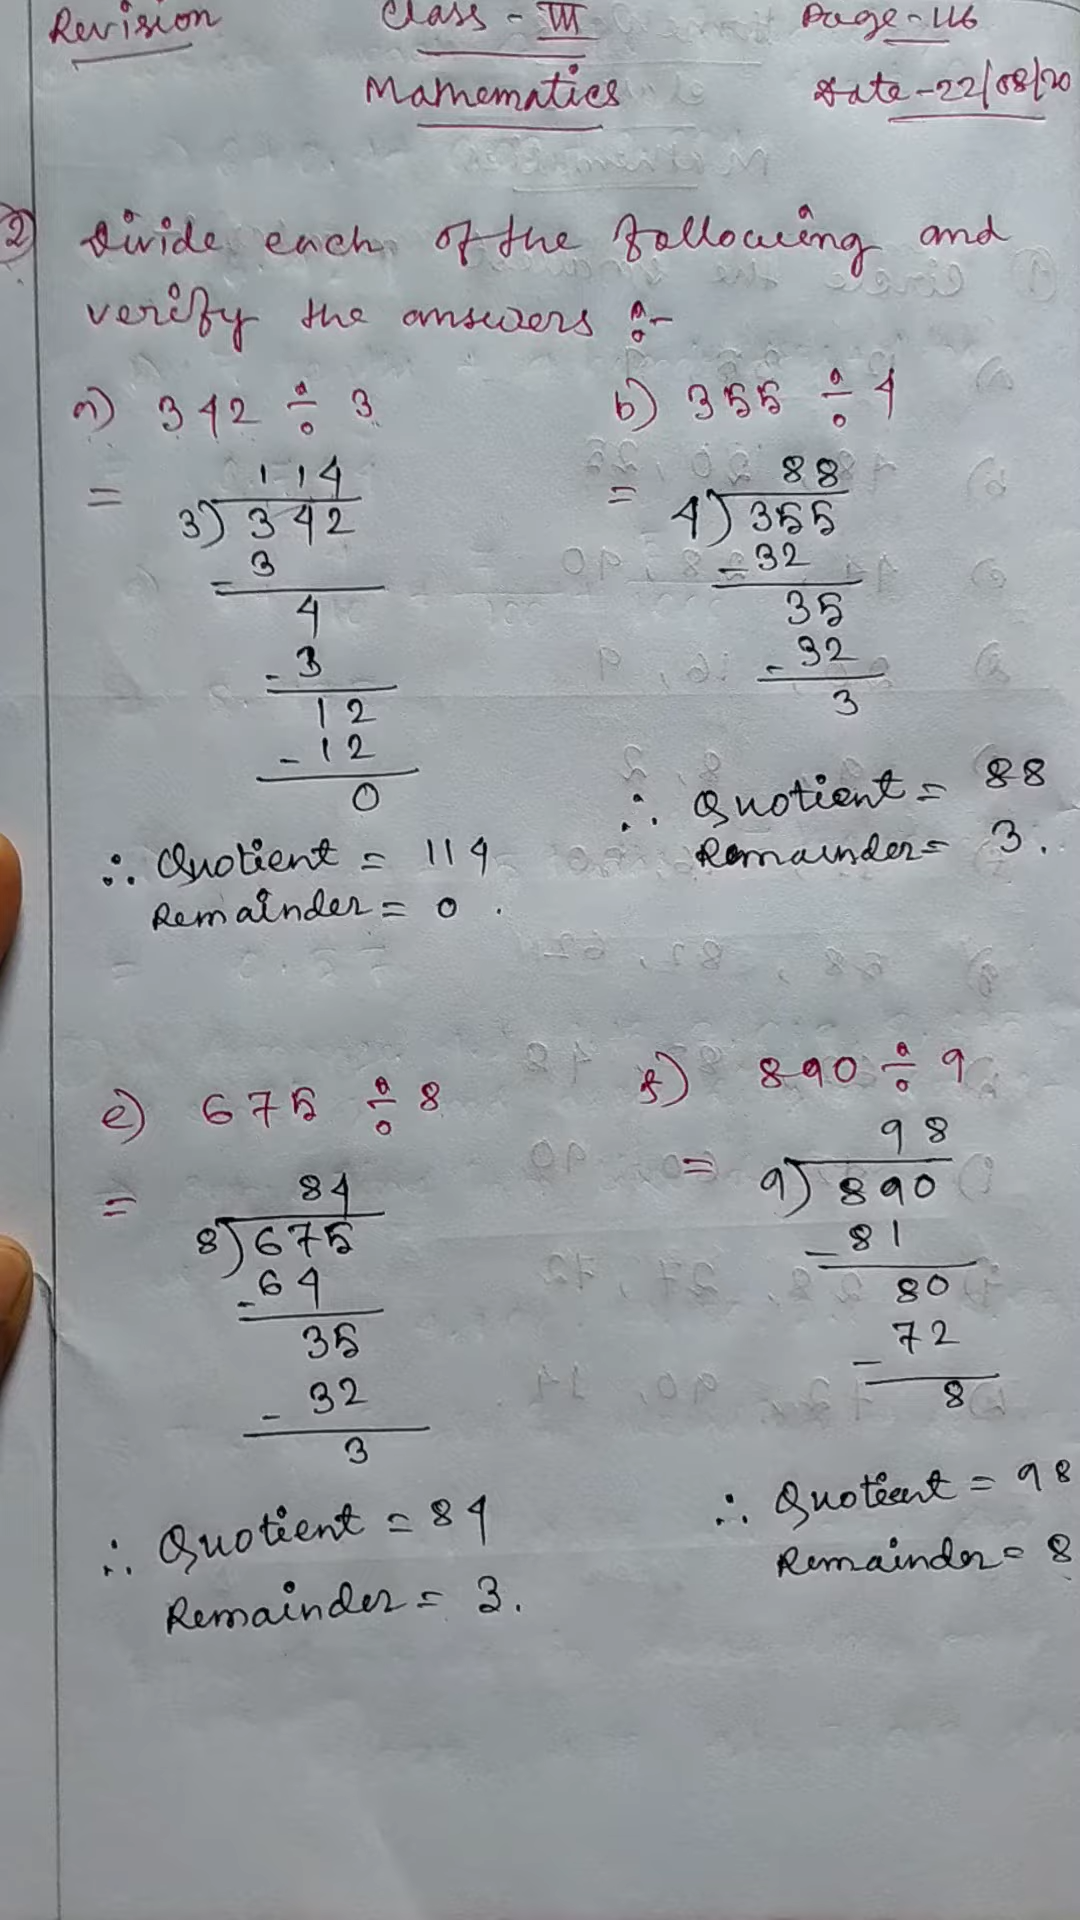 Revision Class - III Page - 116
Mathematics Date - 22/08/20
2) Divide each of the following and
verify the answers :-
a) 342 ÷ 3
= 114
3) 342
- 3
4
- 3
12
- 12
0
∴ Quotient = 114
Remainder = 0 .
b) 355 ÷ 4
= 88
4) 355
- 32
35
- 32
3
∴ Quotient = 88
Remainder = 3 .
e) 675 ÷ 8
= 84
8) 675
- 64
35
- 32
3
∴ Quotient = 84
Remainder = 3 .
f) 890 ÷ 9
= 98
9) 890
- 81
80
- 72
8
∴ Quotient = 98
Remainder = 8